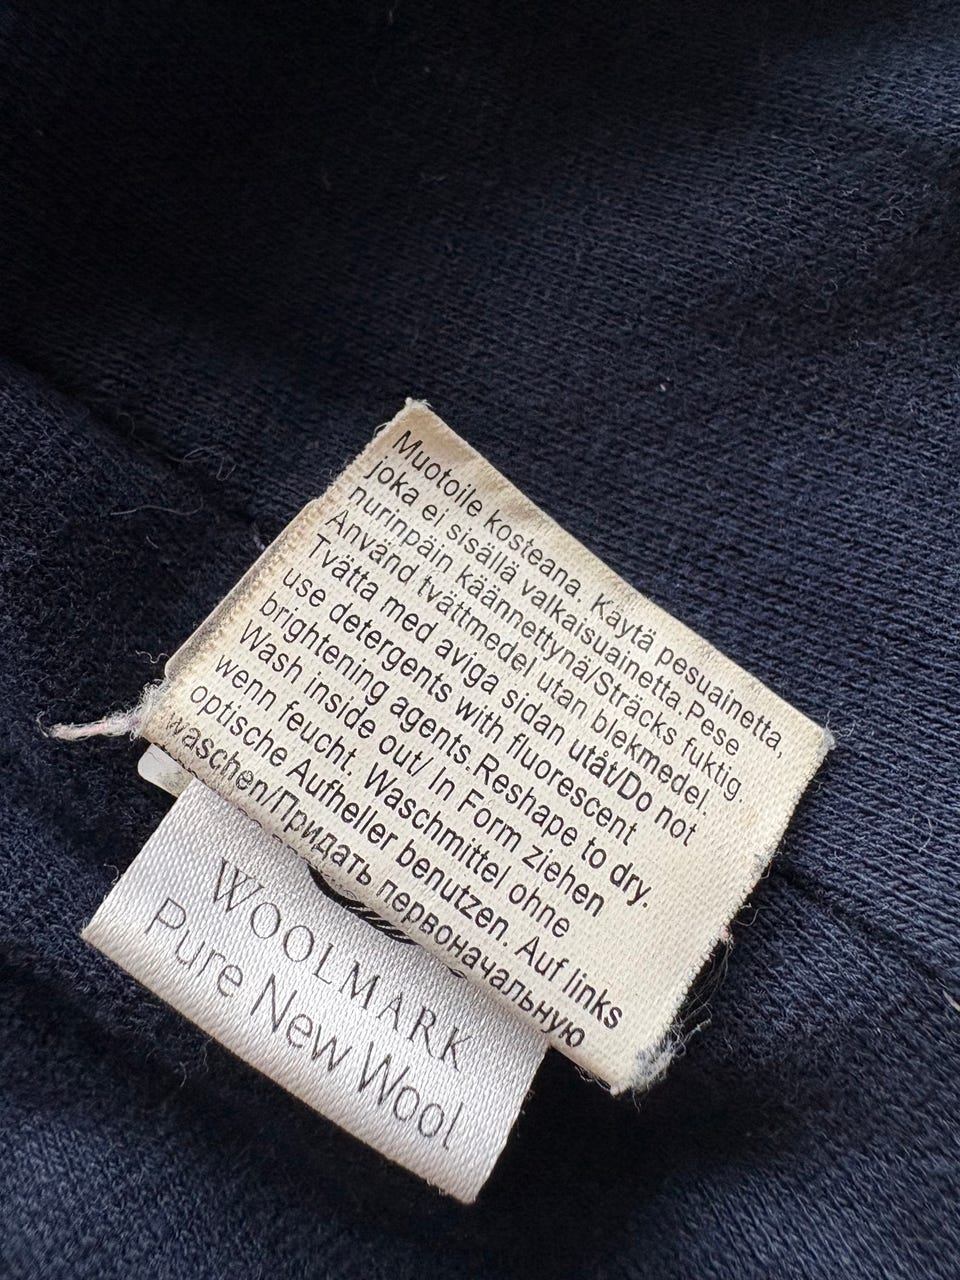 Muotoile kosteana. Käytä pesuainetta,
joka ei sisällä valkaisuainetta.Pese
nurinpäin käännettynä/Sträcks fuktig.
Använd tvättmedel utan blekmedel.
Tvätta med aviga sidan utåt/Do not
use detergents with fluorescent
brightening agents.Reshape to dry.
Wash inside out/ In Form ziehen
wenn feucht. Waschmittel ohne
optische Aufheller benutzen. Auf links
waschen/Придать первоначальную
WOOLMARK
Pure New Wool